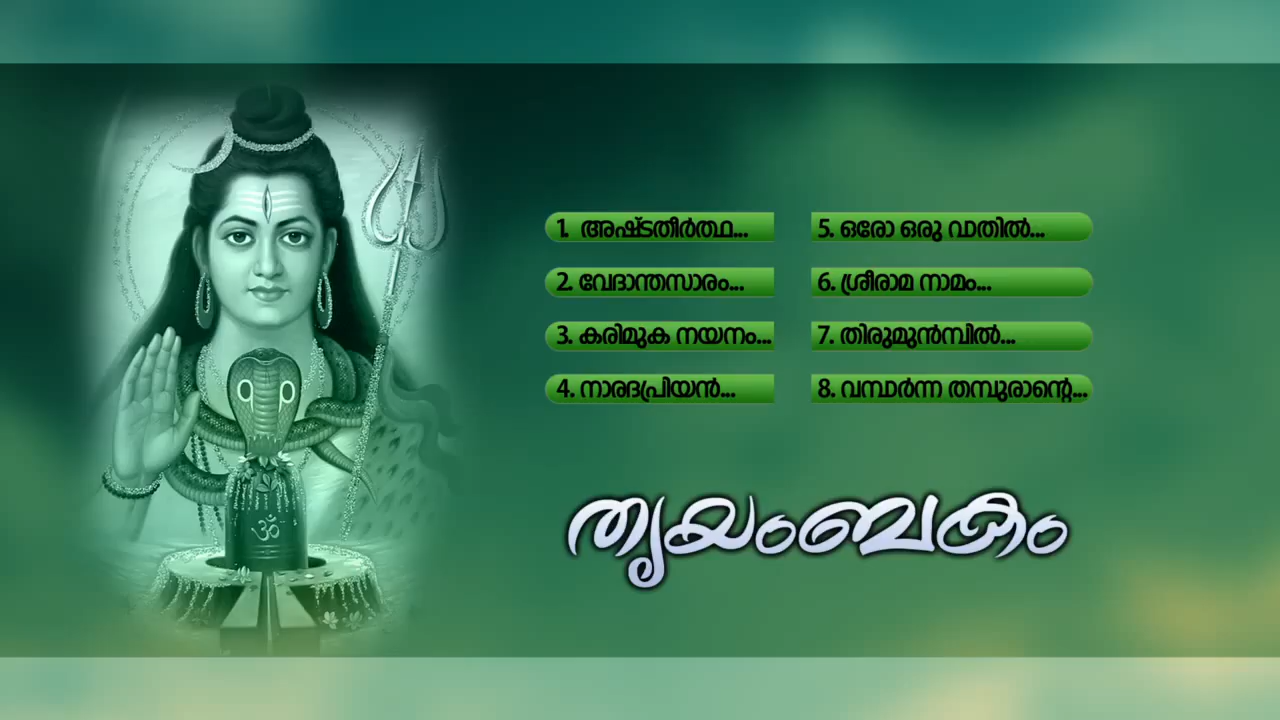 1. അഷ്ടതീർത്ഥ...
2. വേദാന്തസാരം...
3. കരിമുക നയനം...
4. നാരദപ്രിയൻ...
5. ഒരോ ഒരു വാതിൽ...
6. ശ്രീരാമ നാമം...
7. തിരുമുൻമ്പിൽ...
8. വമ്പാർന്ന തമ്പുരാന്റെ...
തൃയംബകം
ॐ